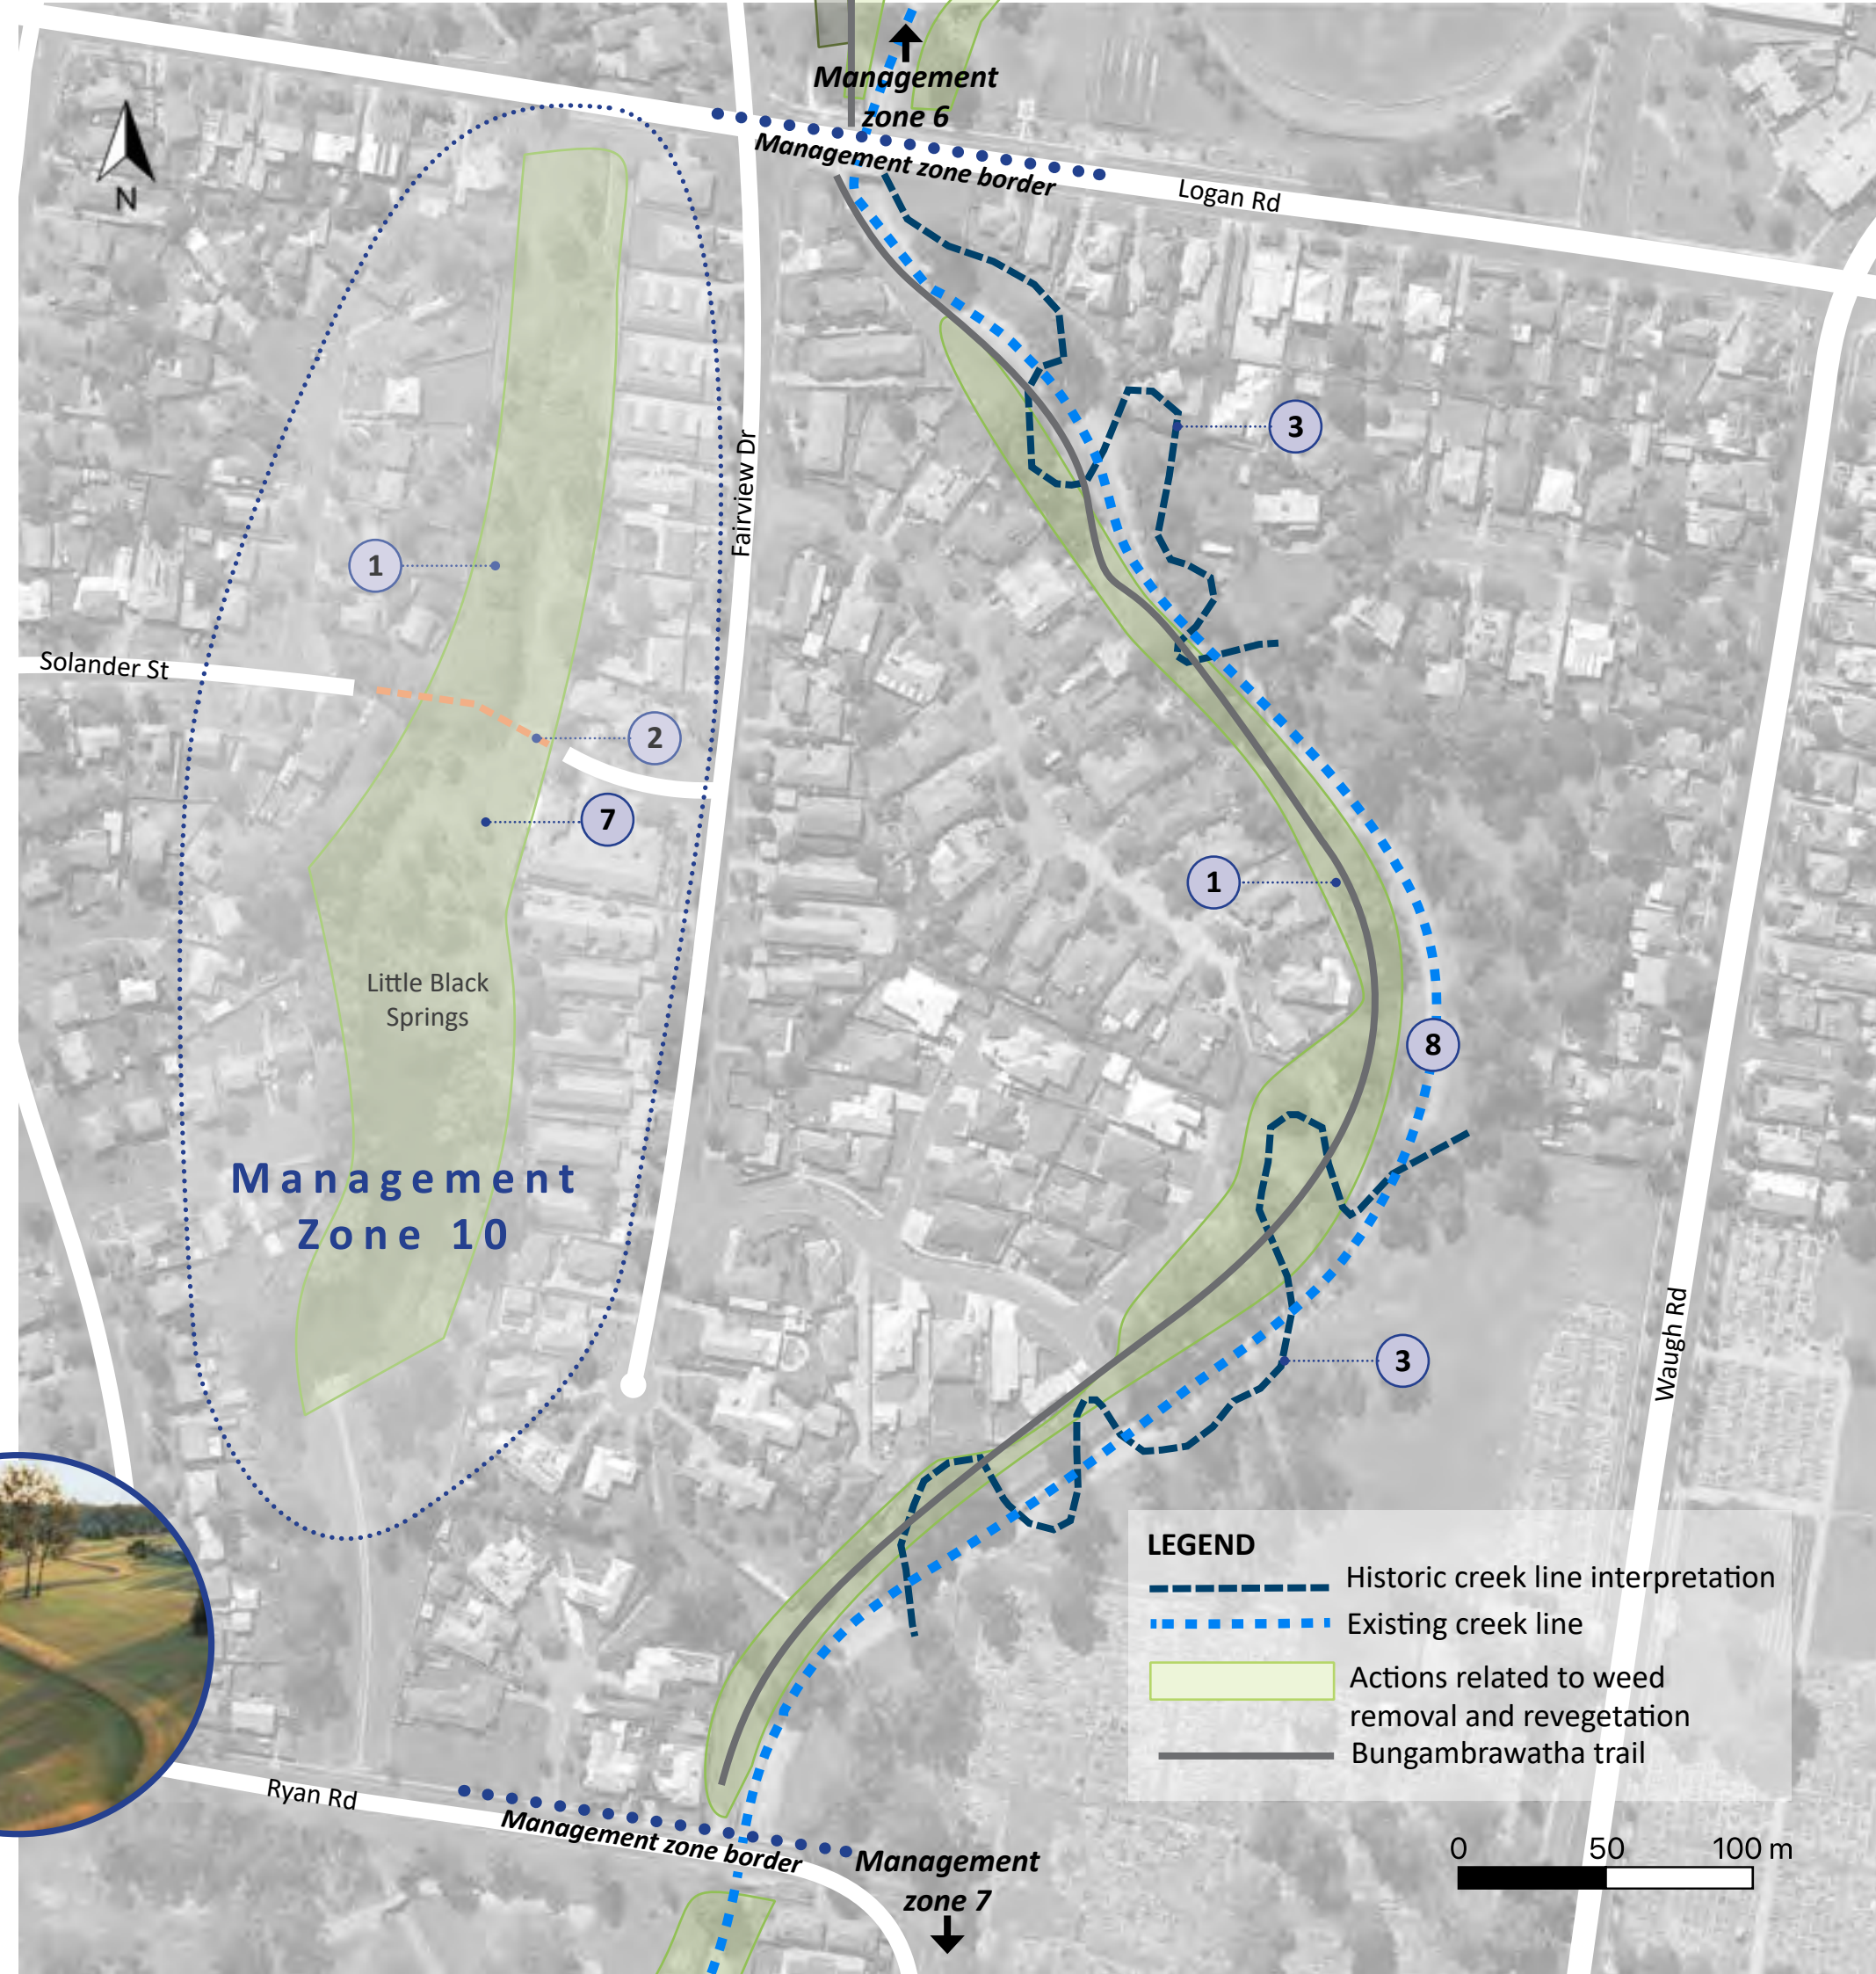 Management
zone 6
Management zone border
Logan Rd
N
3
Fairview Dr
1
Solander St
2
7
1
Little Black
Springs
8
Management
Zone 10
3
Waugh Rd
LEGEND
Historic creek line interpretation
Existing creek line
Actions related to weed
removal and revegetation
Bungambrawatha trail
Ryan Rd
Management zone border
0 50 100 m
Management
zone 7